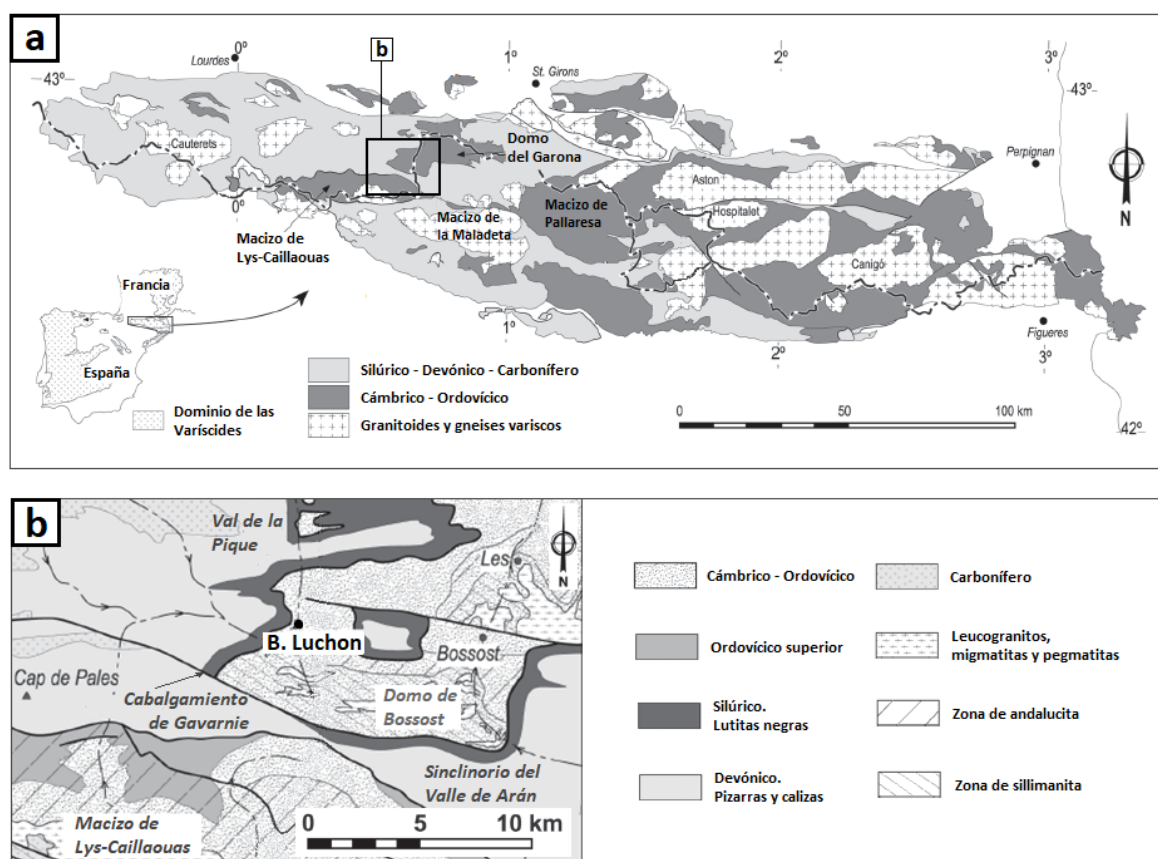 a
b
Lourdes
0º
1º
2º
3º
43º
43º
St. Girons
Cauterets
Domo
del Garona
Perpignan
Aston
N
Hospitalet
Macizo de
la Maladeta
Macizo de
Pallaresa
0º
Macizo de
Lys-Caillaouas
Canigó
Francia
1º
Figueres
2º
3º
España
Silúrico - Devónico - Carbonífero
Cámbrico - Ordovícico
Granitoides y gneises variscos
Dominio de las
Varíscides
0
50
100 km
42º
b
Val de la
Pique
Les
N
B. Luchon
Bossost
Cap de Pales
Cabalgamiento
de Gavarnie
Domo de
Bossost
Sinclinorio del
Valle de Arán
Macizo de
Lys-Caillaouas
0 5 10 km
Cámbrico - Ordovícico
Carbonífero
Ordovícico superior
Leucogranitos,
migmatitas y pegmatitas
Silúrico.
Lutitas negras
Zona de andalucita
Devónico.
Pizarras y calizas
Zona de sillimanita